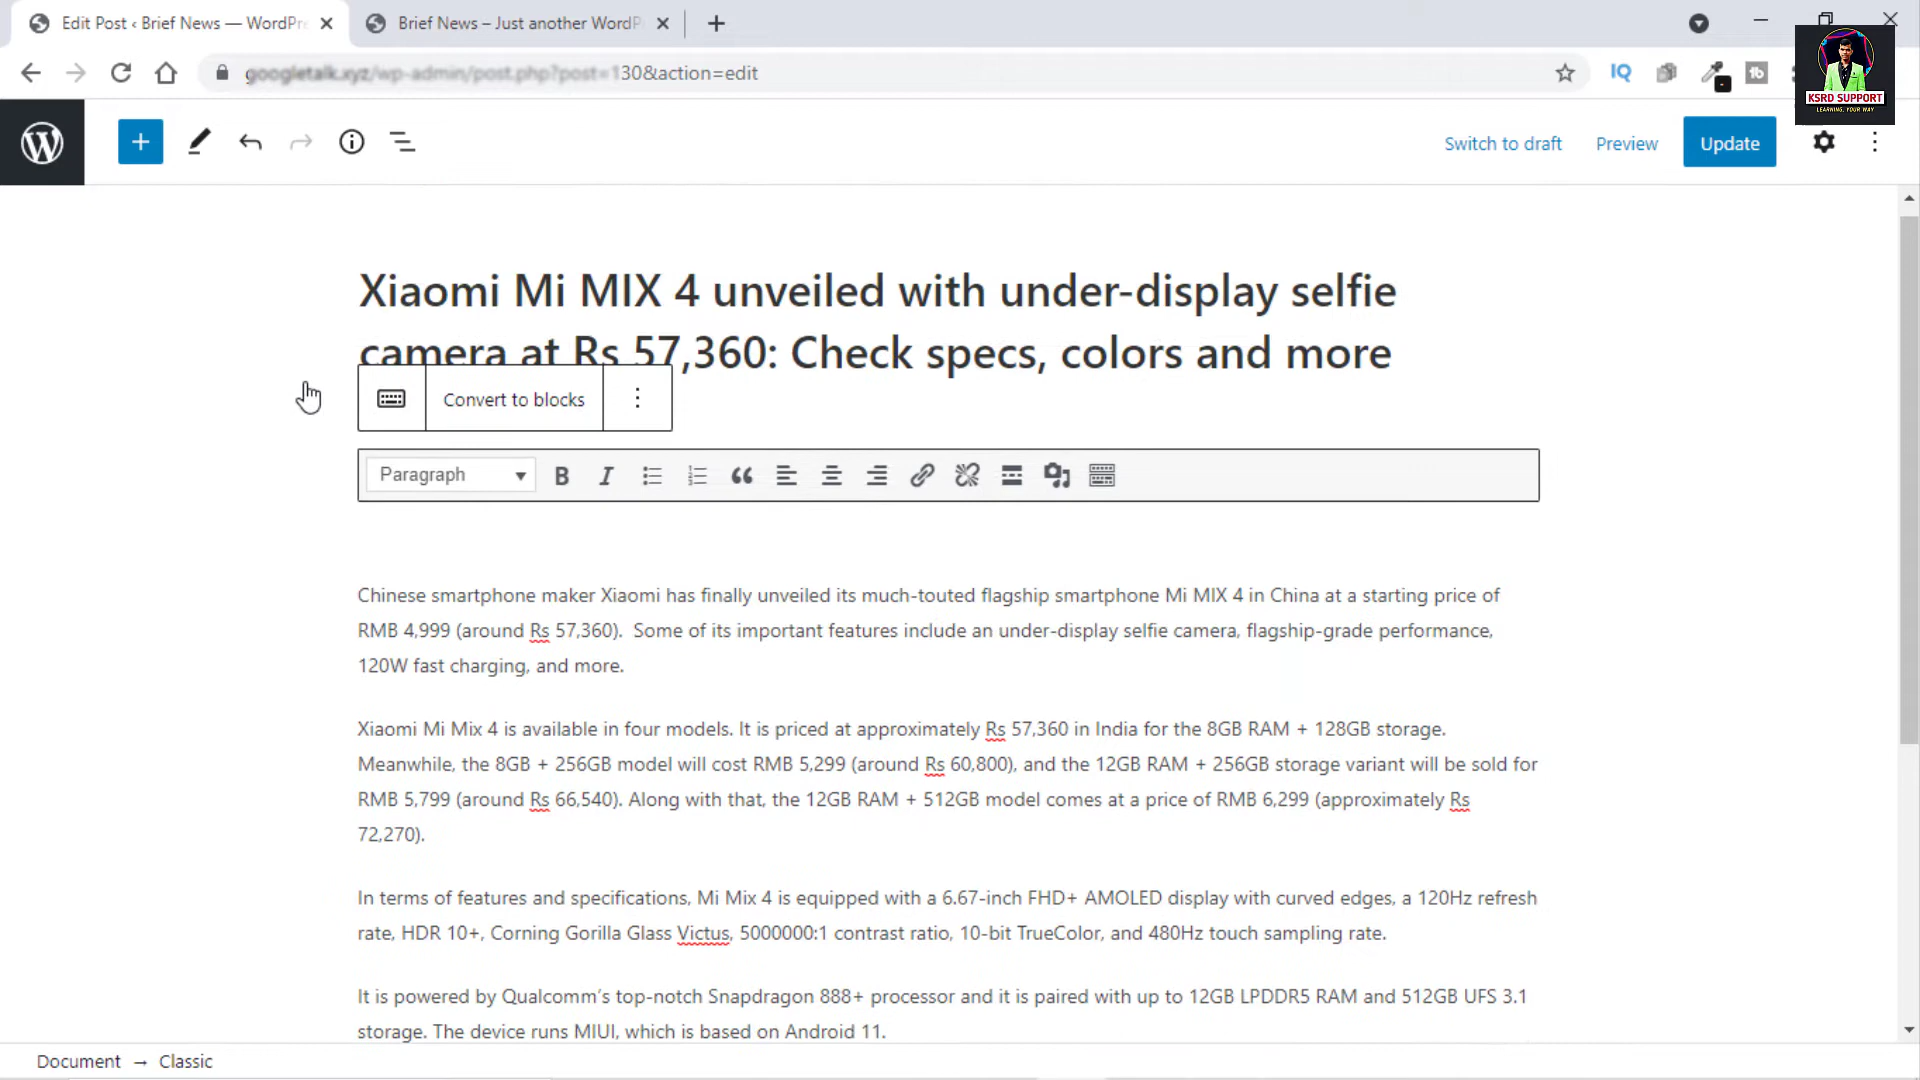 Edit Post ‹ Brief News — WordPre
Brief News – Just another WordP
googletalk.xyz/wp-admin/post.php?post=130&action=edit
IQ
tb
KSRD SUPPORT
LEARNING, YOUR WAY
Switch to draft
Preview
Update
Xiaomi Mi MIX 4 unveiled with under-display selfie
camera at Rs 57,360: Check specs, colors and more
Convert to blocks
Paragraph
Chinese smartphone maker Xiaomi has finally unveiled its much-touted flagship smartphone Mi MIX 4 in China at a starting price of
RMB 4,999 (around Rs 57,360).  Some of its important features include an under-display selfie camera, flagship-grade performance,
120W fast charging, and more.
Xiaomi Mi Mix 4 is available in four models. It is priced at approximately Rs 57,360 in India for the 8GB RAM + 128GB storage.
Meanwhile, the 8GB + 256GB model will cost RMB 5,299 (around Rs 60,800), and the 12GB RAM + 256GB storage variant will be sold for
RMB 5,799 (around Rs 66,540). Along with that, the 12GB RAM + 512GB model comes at a price of RMB 6,299 (approximately Rs
72,270).
In terms of features and specifications, Mi Mix 4 is equipped with a 6.67-inch FHD+ AMOLED display with curved edges, a 120Hz refresh
rate, HDR 10+, Corning Gorilla Glass Victus, 5000000:1 contrast ratio, 10-bit TrueColor, and 480Hz touch sampling rate.
It is powered by Qualcomm’s top-notch Snapdragon 888+ processor and it is paired with up to 12GB LPDDR5 RAM and 512GB UFS 3.1
storage. The device runs MIUI, which is based on Android 11.
Document → Classic